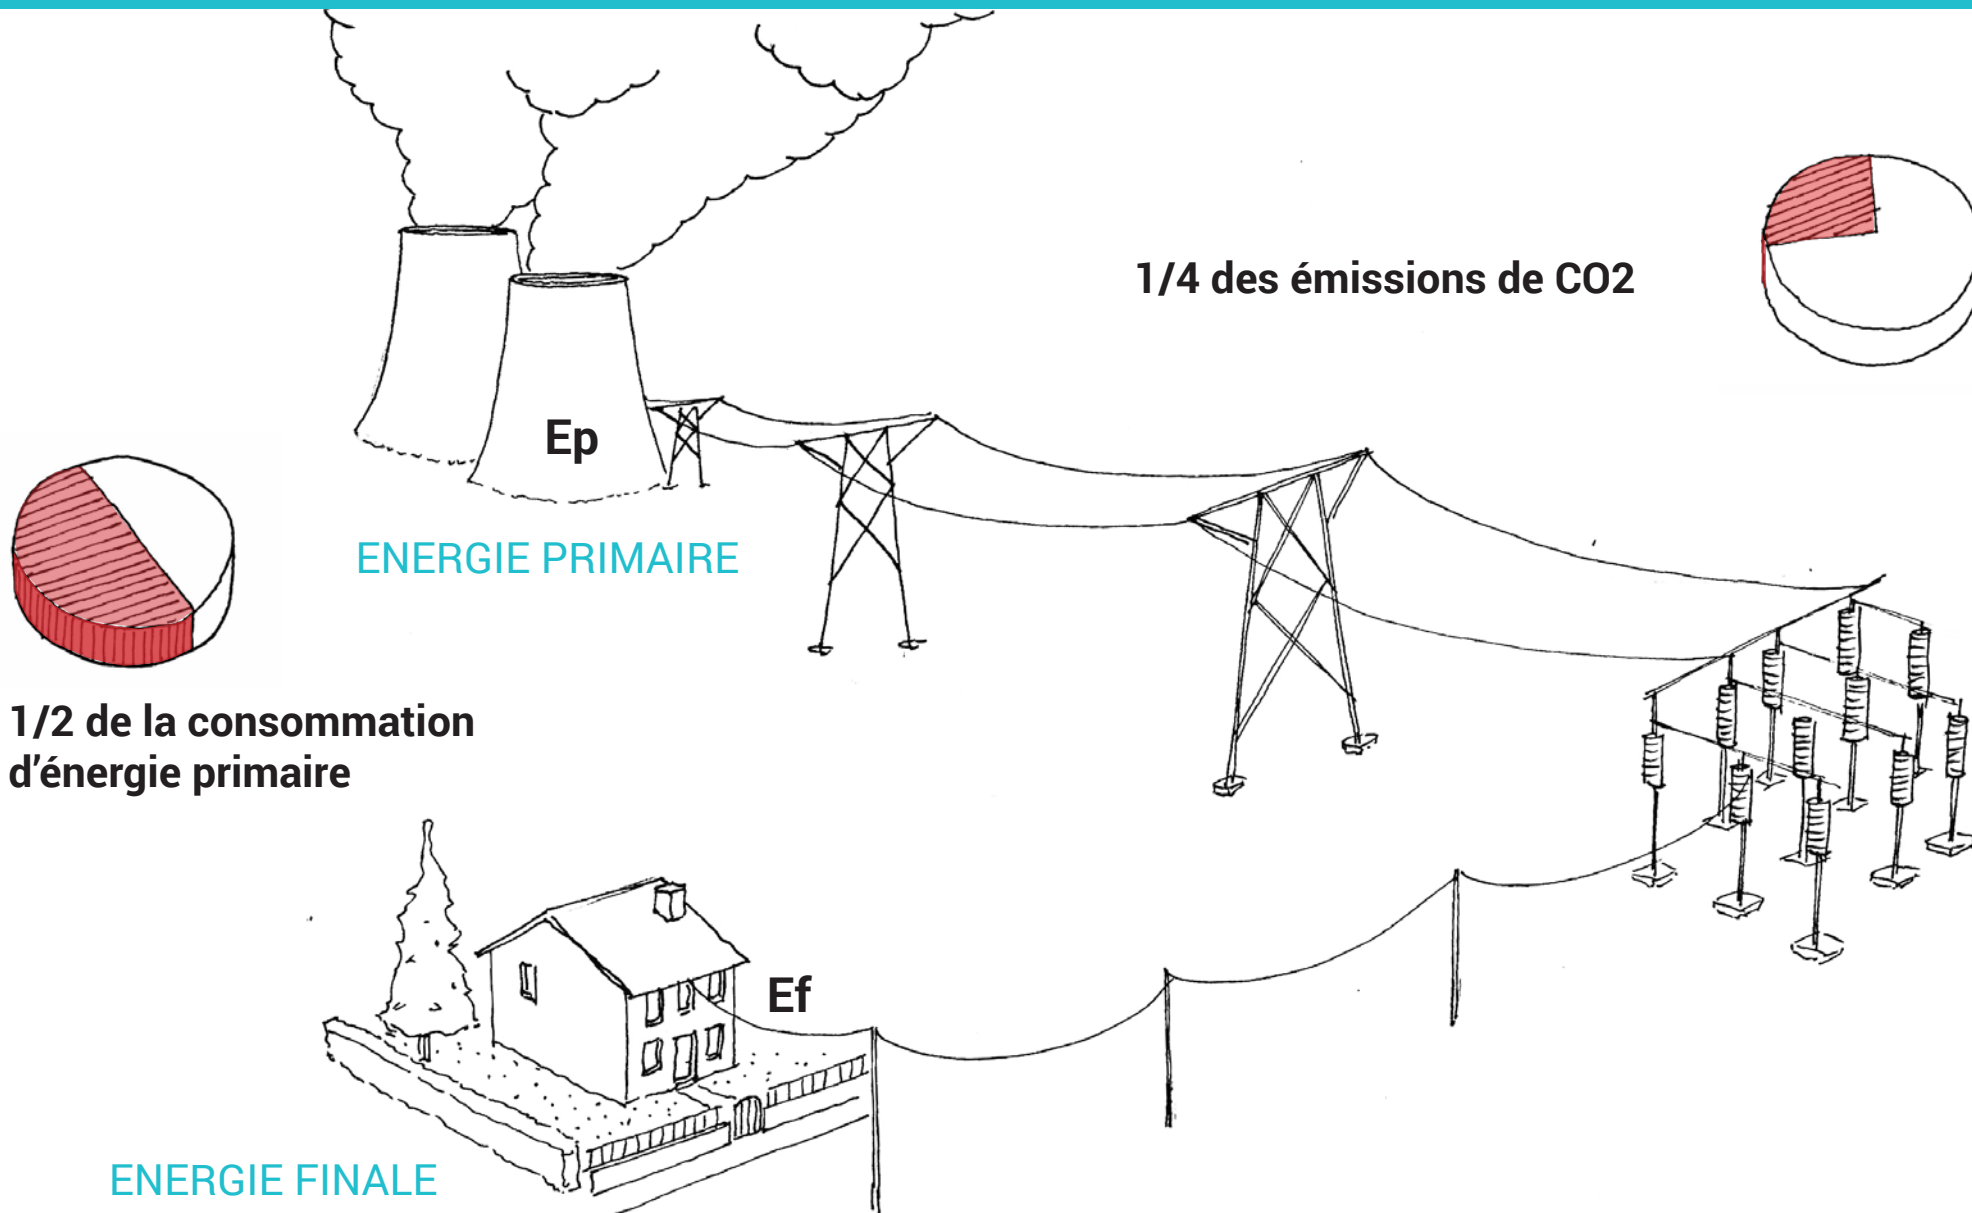 1/4 des émissions de CO2
Ep
ENERGIE PRIMAIRE
1/2 de la consommation
d’énergie primaire
Ef
ENERGIE FINALE